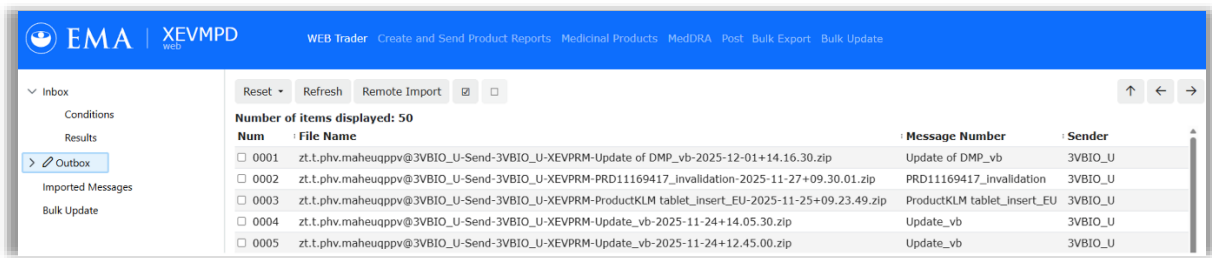 EMA XEVMPD
web
WEB Trader Create and Send Product Reports Medicinal Products MedDRA Post Bulk Export Bulk Update
Inbox
Conditions
Results
Outbox
Imported Messages
Bulk Update
Reset Refresh Remote Import
Number of items displayed: 50
Num File Name Message Number Sender
0001 zt.t.phv.maheuqppv@3VBIO_U-Send-3VBIO_U-XEVPRM-Update of DMP_vb-2025-12-01+14.16.30.zip Update of DMP_vb 3VBIO_U
0002 zt.t.phv.maheuqppv@3VBIO_U-Send-3VBIO_U-XEVPRM-PRD11169417_invalidation-2025-11-27+09.30.01.zip PRD11169417_invalidation 3VBIO_U
0003 zt.t.phv.maheuqppv@3VBIO_U-Send-3VBIO_U-XEVPRM-ProductKLM tablet_insert_EU-2025-11-25+09.23.49.zip ProductKLM tablet_insert_EU 3VBIO_U
0004 zt.t.phv.maheuqppv@3VBIO_U-Send-3VBIO_U-XEVPRM-Update_vb-2025-11-24+14.05.30.zip Update_vb 3VBIO_U
0005 zt.t.phv.maheuqppv@3VBIO_U-Send-3VBIO_U-XEVPRM-Update_vb-2025-11-24+12.45.00.zip Update_vb 3VBIO_U